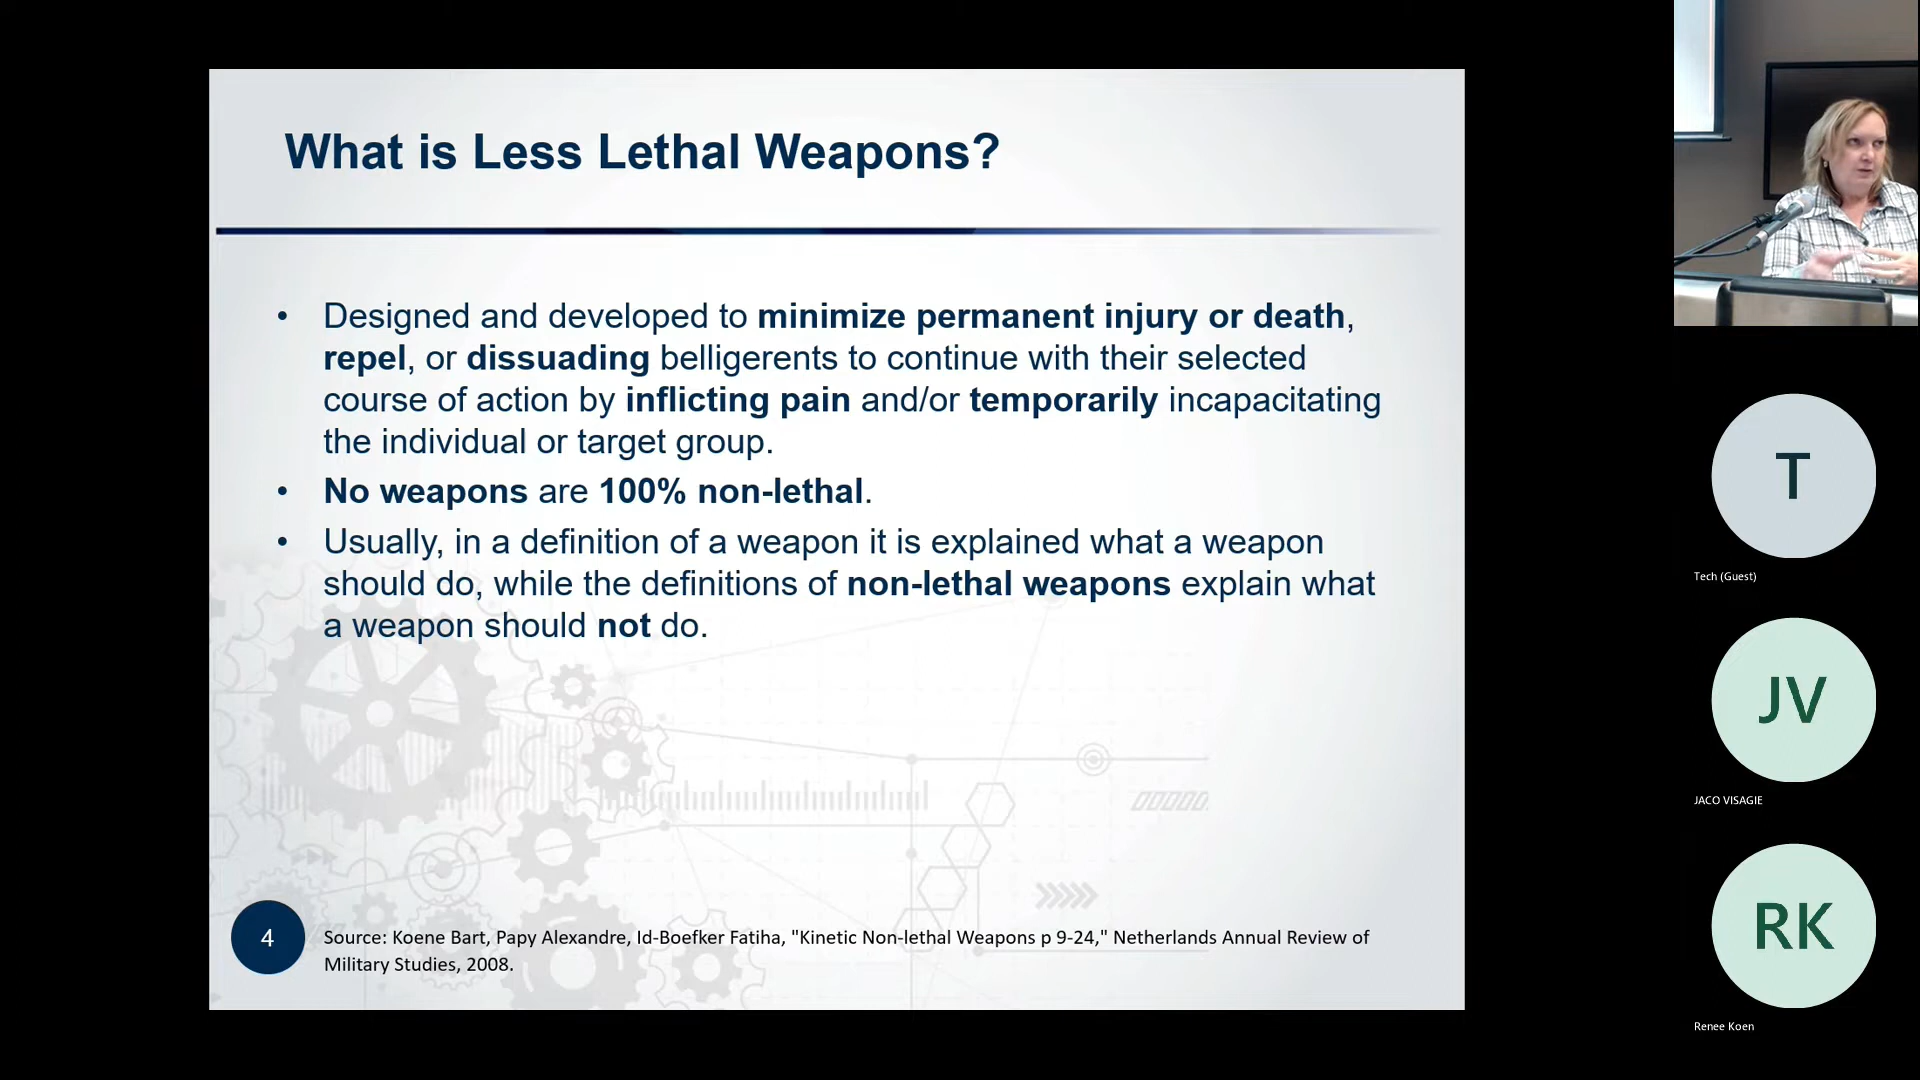 What is Less Lethal Weapons?
• Designed and developed to minimize permanent injury or death,
repel, or dissuading belligerents to continue with their selected
course of action by inflicting pain and/or temporarily incapacitating
the individual or target group.
• No weapons are 100% non-lethal.
• Usually, in a definition of a weapon it is explained what a weapon
should do, while the definitions of non-lethal weapons explain what
a weapon should not do.
4
Source: Koene Bart, Papy Alexandre, Id-Boefker Fatiha, "Kinetic Non-lethal Weapons p 9-24," Netherlands Annual Review of
Military Studies, 2008.
T
Tech (Guest)
JV
JACO VISAGIE
RK
Renee Koen